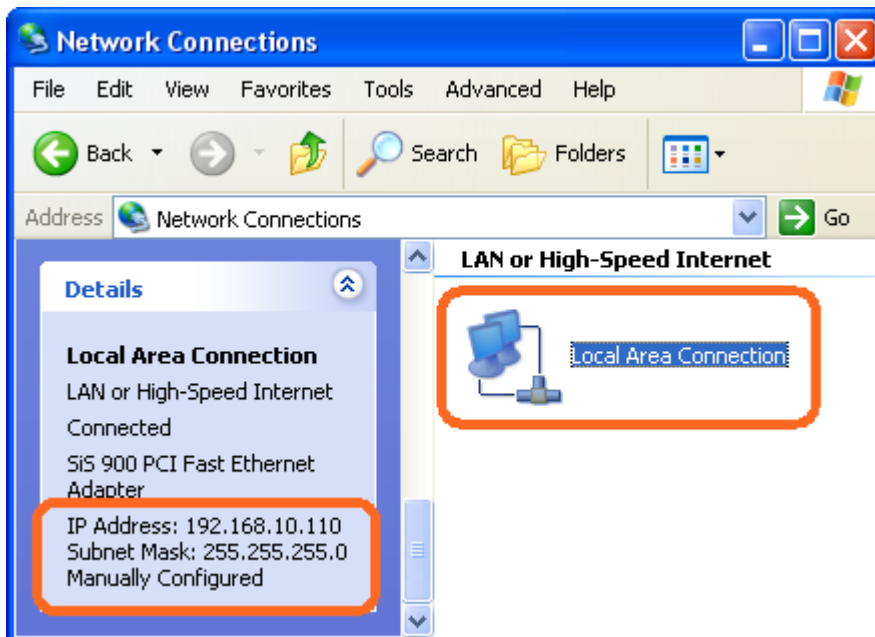 Network Connections
File Edit View Favorites Tools Advanced Help
Back Search Folders
Address Network Connections Go
Details
Local Area Connection
LAN or High-Speed Internet
Connected
SiS 900 PCI Fast Ethernet
Adapter
IP Address: 192.168.10.110
Subnet Mask: 255.255.255.0
Manually Configured
LAN or High-Speed Internet
Local Area Connection